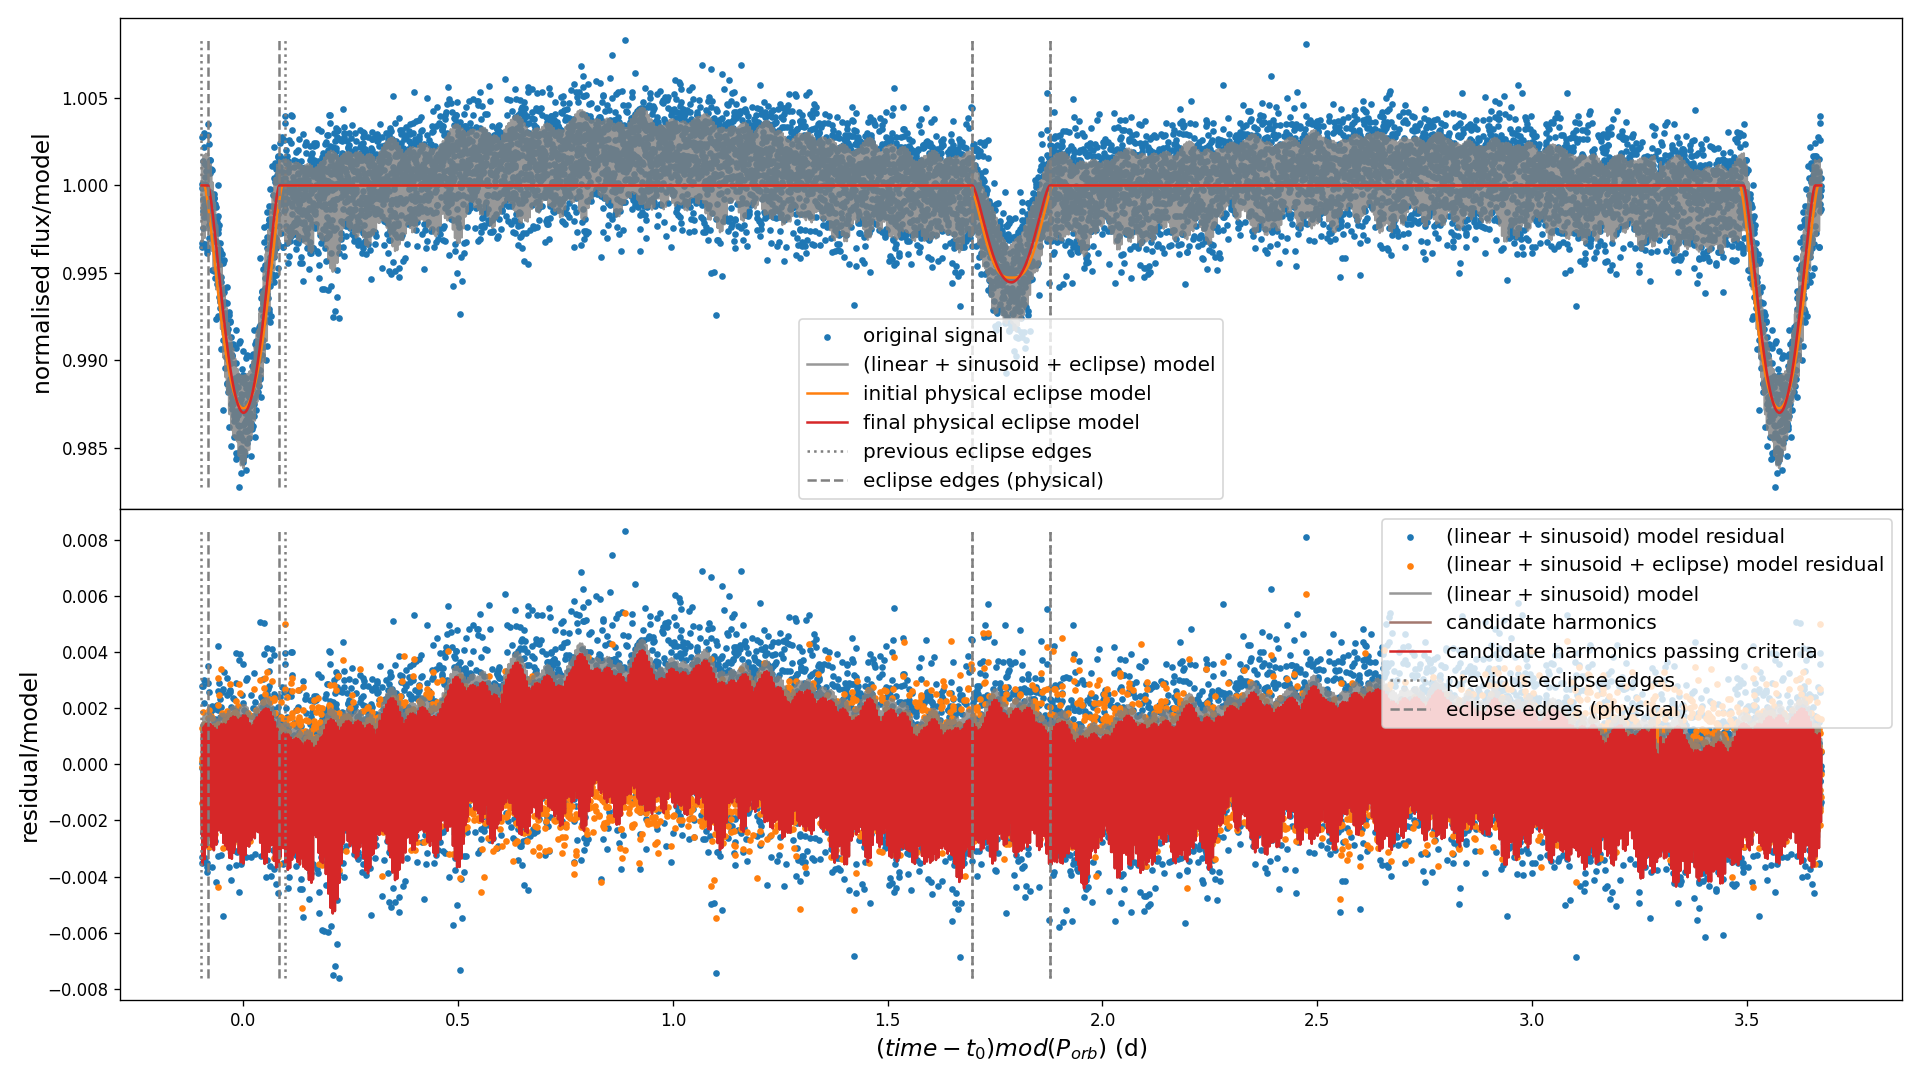 normalised flux/model
1.005
1.000
0.995
0.990
0.985
original signal
(linear + sinusoid + eclipse) model
initial physical eclipse model
final physical eclipse model
previous eclipse edges
eclipse edges (physical)
residual/model
0.008
0.006
0.004
0.002
0.000
−0.002
−0.004
−0.006
−0.008
(linear + sinusoid) model residual
(linear + sinusoid + eclipse) model residual
(linear + sinusoid) model
candidate harmonics
candidate harmonics passing criteria
previous eclipse edges
eclipse edges (physical)
0.0 0.5 1.0 1.5 2.0 2.5 3.0 3.5
(time − t₀)mod(P_orb) (d)